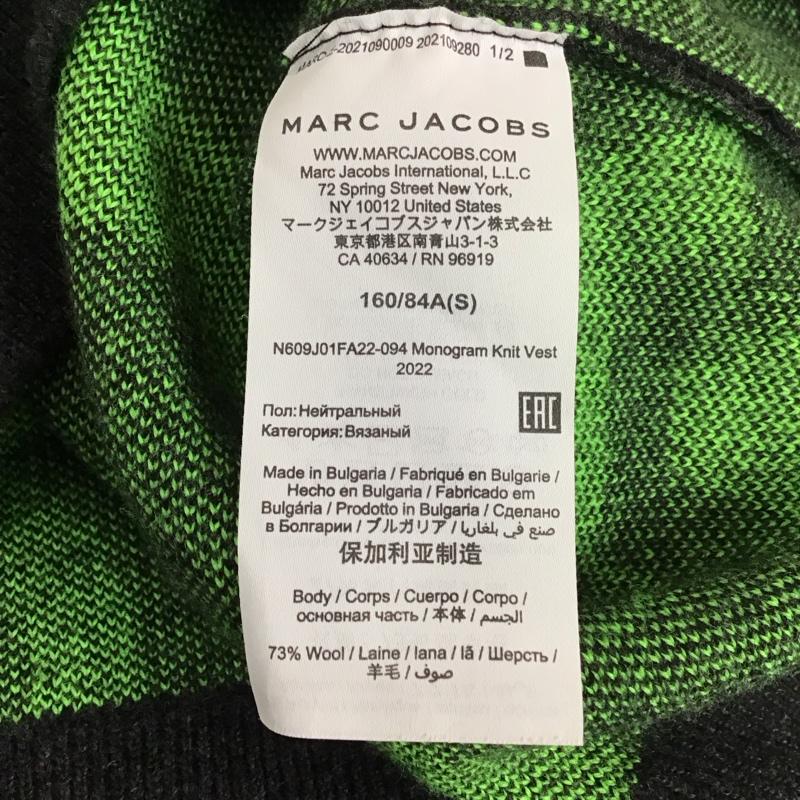 2021090009 202109280 1/2
MARC JACOBS
WWW.MARCJACOBS.COM
Marc Jacobs International, L.L.C
72 Spring Street New York,
NY 10012 United States
マークジェイコブスジャパン株式会社
東京都港区南青山3-1-3
CA 40634 / RN 96919
160/84A(S)
N609J01FA22-094 Monogram Knit Vest
2022
Пол: Нейтральный
Категория: Вязаный
EAC
Made in Bulgaria / Fabriqué en Bulgarie /
Hecho en Bulgaria / Fabricado em
Bulgária / Prodotto in Bulgaria / Сделано
в Болгарии / ブルガリア / صنع في بلغاريا
保加利亚制造
Body / Corps / Cuerpo / Corpo /
основная часть / 本体 / الجسم
73% Wool / Laine / lana / lã / Шерсть /
羊毛 / صوف